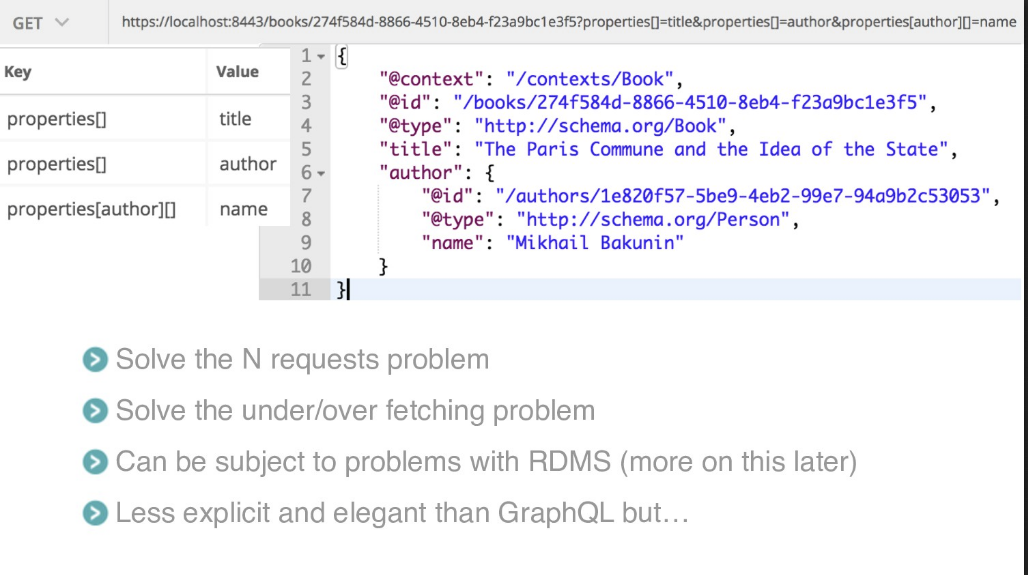 GET https://localhost:8443/books/274f584d-8866-4510-8eb4-f23a9bc1e3f5?properties[]=title&properties[]=author&properties[author][]=name
Key Value
properties[] title
properties[] author
properties[author][] name
1 {
2 "@context": "/contexts/Book",
3 "@id": "/books/274f584d-8866-4510-8eb4-f23a9bc1e3f5",
4 "@type": "http://schema.org/Book",
5 "title": "The Paris Commune and the Idea of the State",
6 "author": {
7 "@id": "/authors/1e820f57-5be9-4eb2-99e7-94a9b2c53053",
8 "@type": "http://schema.org/Person",
9 "name": "Mikhail Bakunin"
10 }
11 }
Solve the N requests problem
Solve the under/over fetching problem
Can be subject to problems with RDMS (more on this later)
Less explicit and elegant than GraphQL but…